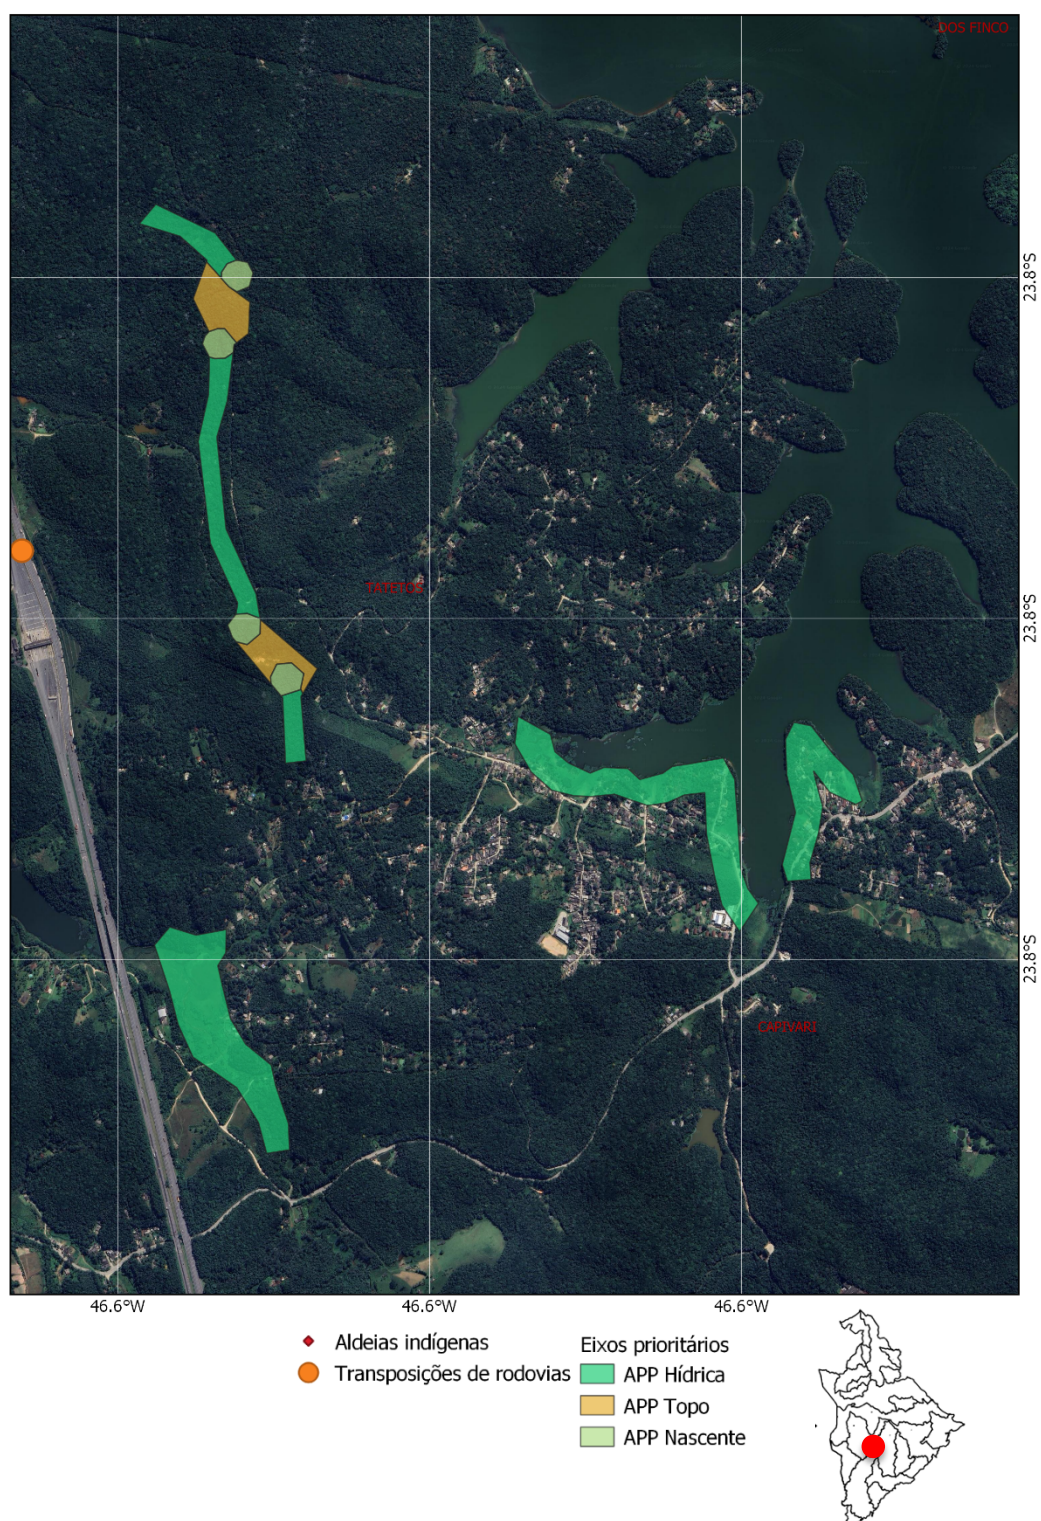 DOS FINCO
23.8°S
TATETOS
23.8°S
23.8°S
CAPIVARI
46.6°W
46.6°W
46.6°W
Aldeias indígenas
Transposições de rodovias
Eixos prioritários
APP Hídrica
APP Topo
APP Nascente